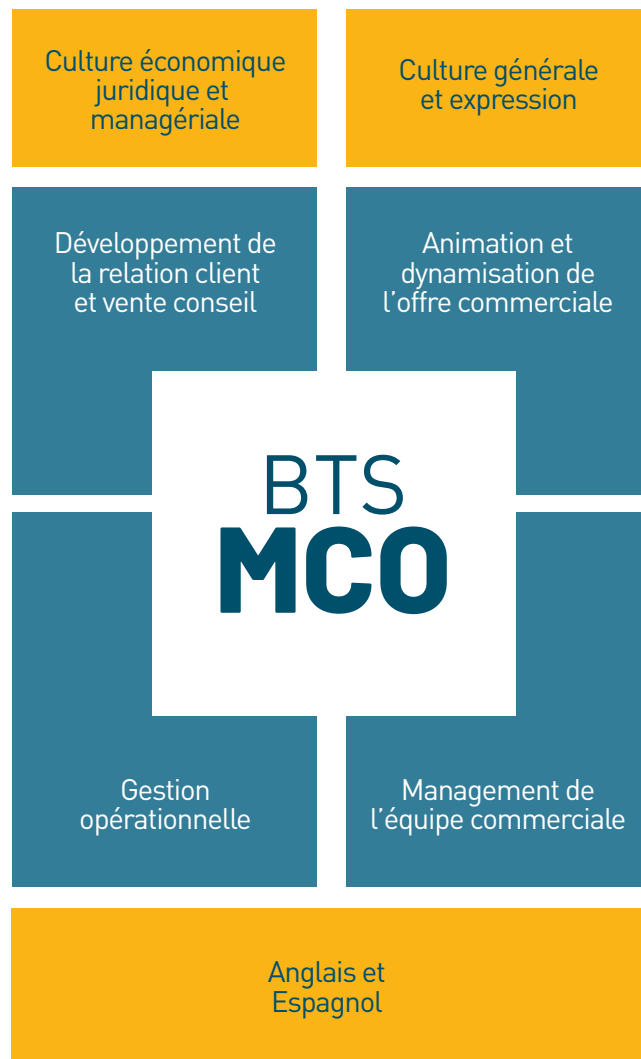 Culture économique
juridique et
managériale
Culture générale
et expression
Développement de
la relation client
et vente conseil
Animation et
dynamisation de
l'offre commerciale
BTS
MCO
Gestion
opérationnelle
Management de
l'équipe commerciale
Anglais et
Espagnol